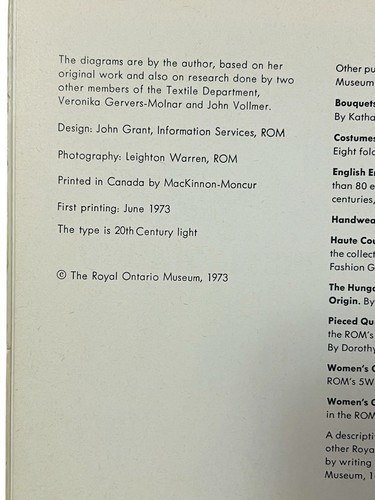 The diagrams are by the author, based on her
original work and also on research done by two
other members of the Textile Department,
Veronika Gervers-Molnar and John Vollmer.
Design: John Grant, Information Services, ROM
Photography: Leighton Warren, ROM
Printed in Canada by MacKinnon-Moncur
First printing: June 1973
The type is 20th Century light
© The Royal Ontario Museum, 1973
Other pu
Museum
Bouquets
By Katha
Costumes
Eight fold
English Em
than 80 e
centuries,
Handwea
Haute Cou
the collect
Fashion G
The Hunga
Origin. By
Pieced Qu
the ROM's
By Dorothy
Women's C
ROM's 5W
Women's C
in the ROM
A descripti
other Roya
by writing
Museum, 1